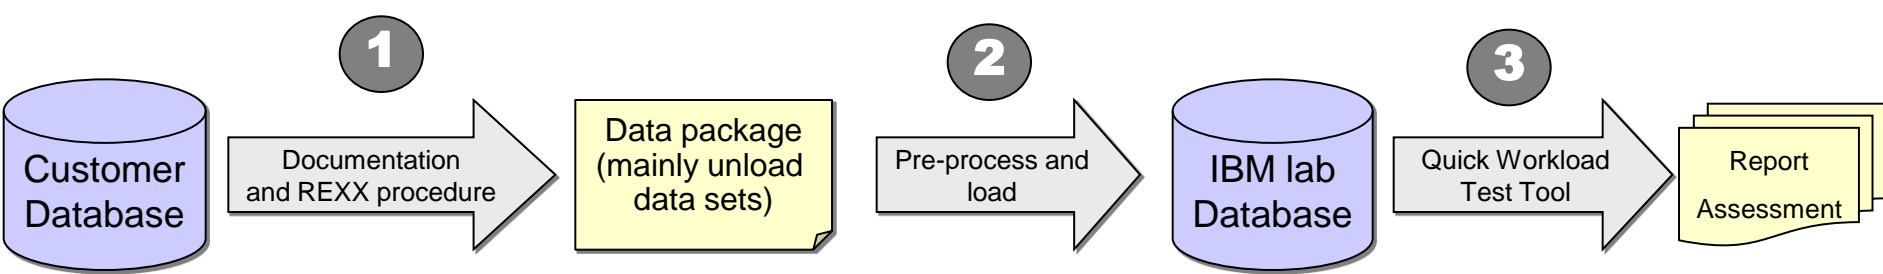 1
2
3
Customer
Database
Documentation
and REXX procedure
Data package
(mainly unload
data sets)
Pre-process and
load
IBM lab
Database
Quick Workload
Test Tool
Report
Assessment